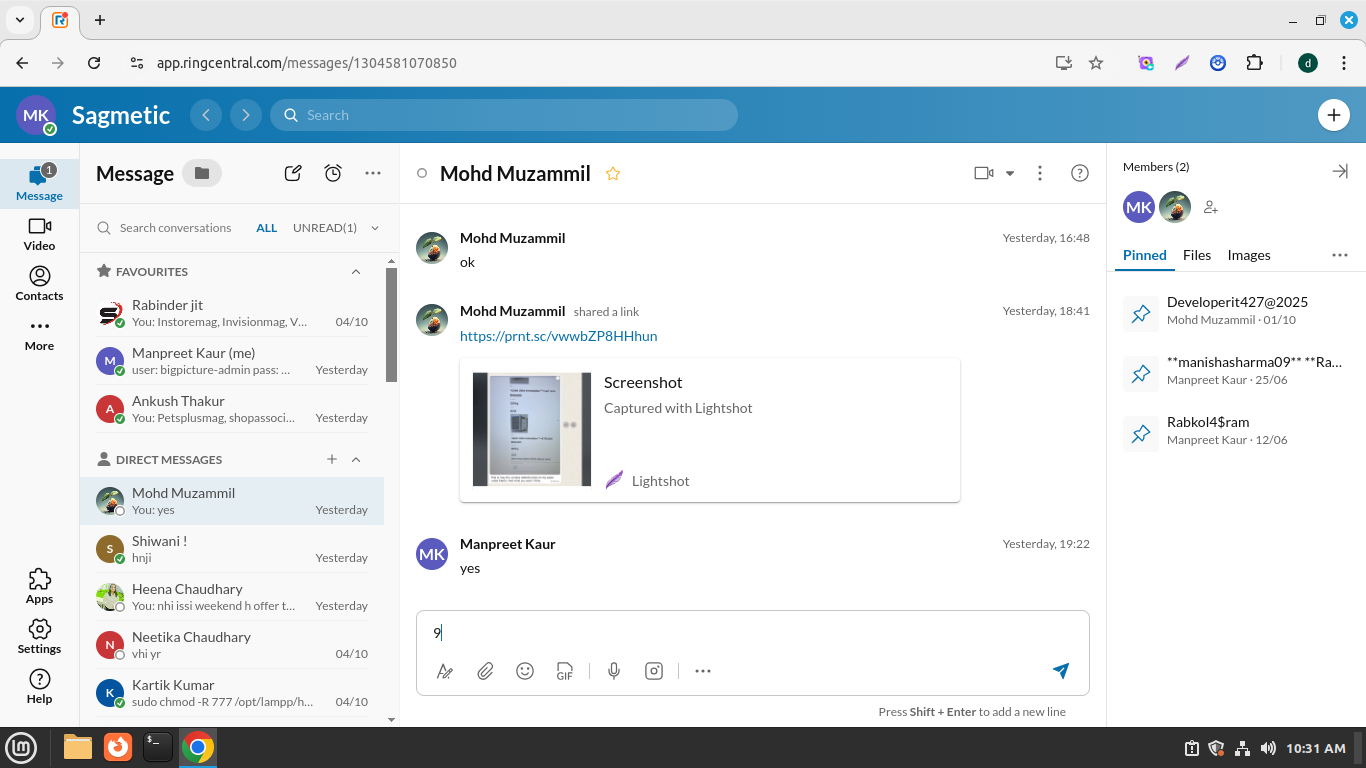 app.ringcentral.com/messages/1304581070850
d
MK
Sagmetic
Search
1
Message
Video
Contacts
More
Apps
Settings
Help
Message
Search conversations
ALL
UNREAD(1)
FAVOURITES
Rabinder jit
You: Instoremag, Invisionmag, V...
04/10
M
Manpreet Kaur (me)
user: bigpicture-admin pass: ...
Yesterday
A
Ankush Thakur
You: Petsplusmag, shopassoci...
Yesterday
DIRECT MESSAGES
Mohd Muzammil
You: yes
Yesterday
S
Shiwani !
hnji
Yesterday
Heena Chaudhary
You: nhi issi weekend h offer t...
Yesterday
N
Neetika Chaudhary
vhi yr
04/10
K
Kartik Kumar
sudo chmod -R 777 /opt/lampp/h...
04/10
Mohd Muzammil
Mohd Muzammil
Yesterday, 16:48
ok
Mohd Muzammil shared a link
Yesterday, 18:41
https://prnt.sc/vwwbZP8HHhun
Screenshot
Captured with Lightshot
Lightshot
MK
Manpreet Kaur
Yesterday, 19:22
yes
9
GIF
Press Shift + Enter to add a new line
Members (2)
MK
Pinned
Files
Images
Developerit427@2025
Mohd Muzammil · 01/10
**manishasharma09** **Ra...
Manpreet Kaur · 25/06
Rabkol4$ram
Manpreet Kaur · 12/06
10:31 AM